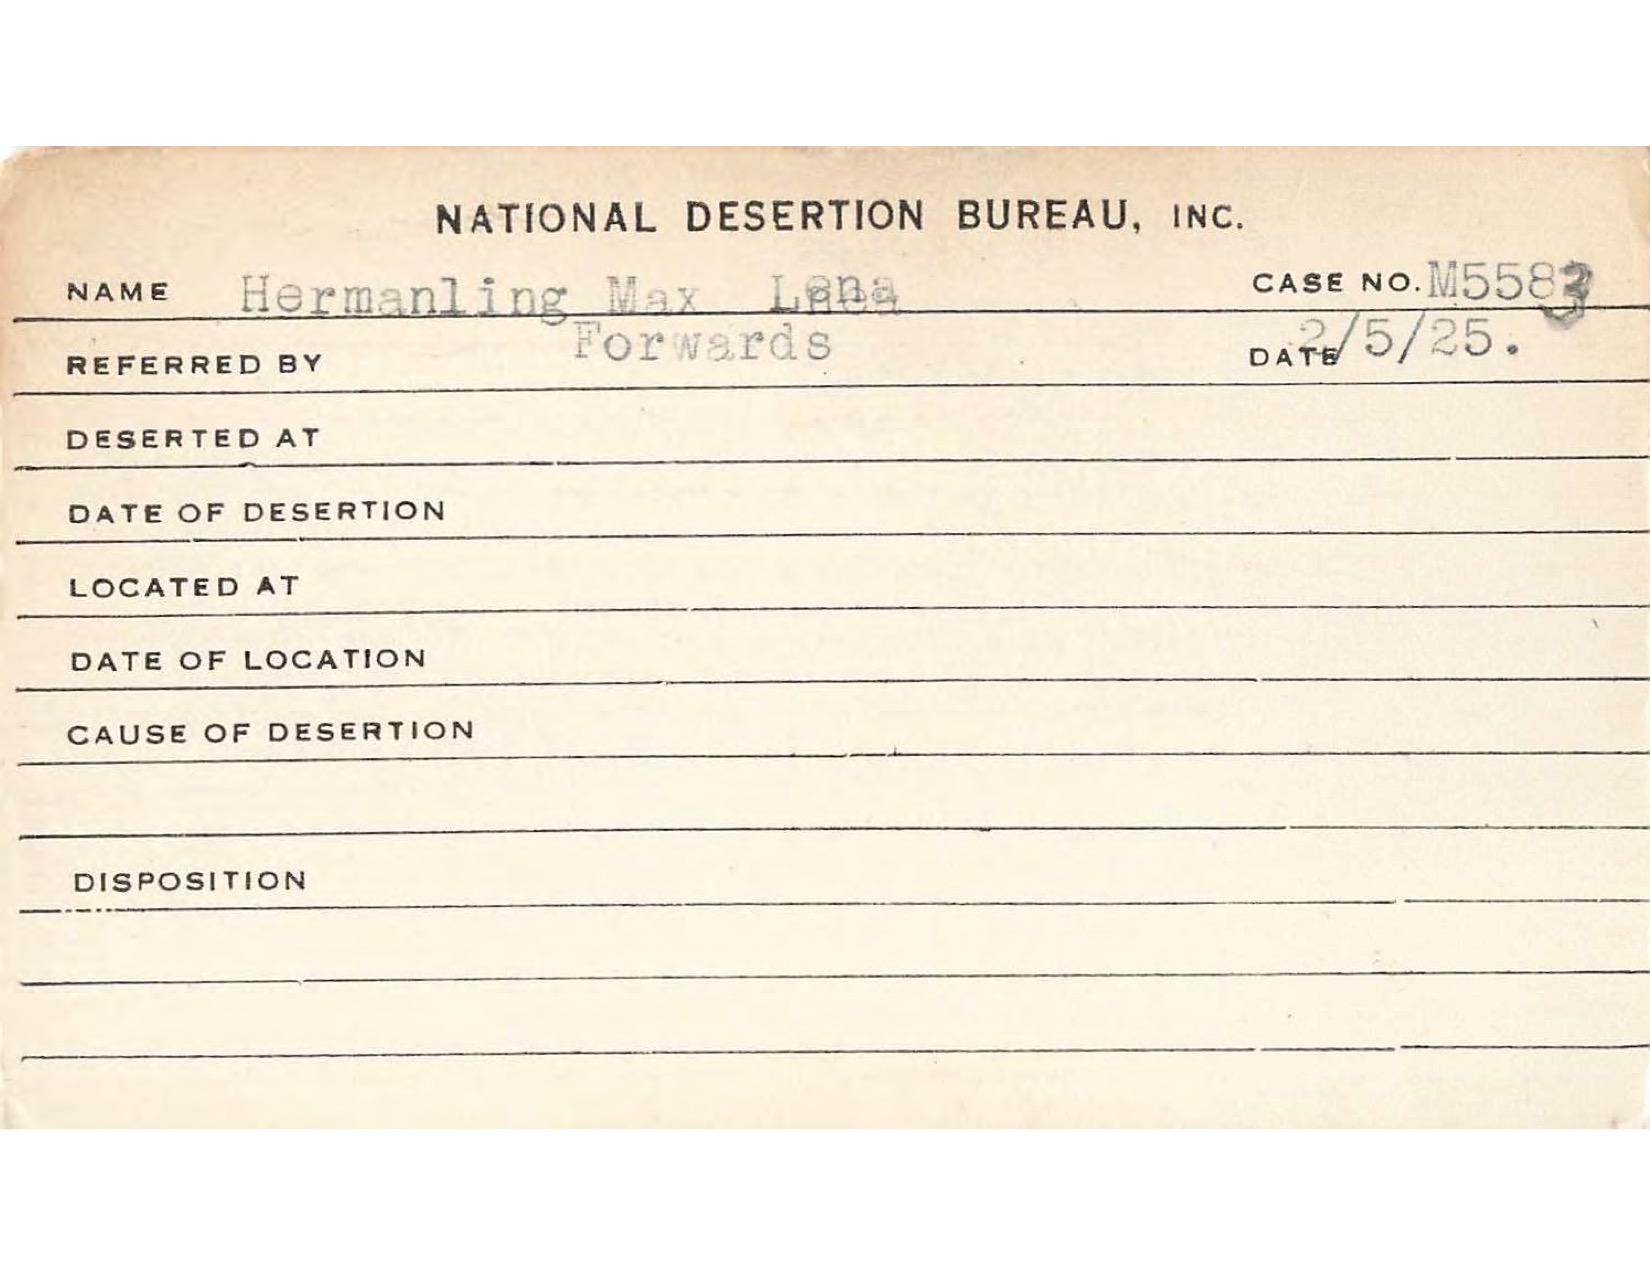 NATIONAL DESERTION BUREAU, INC.
NAME Hermanling Max Lena CASE NO. M5583
REFERRED BY Forwards DATE 2/5/25.
DESERTED AT
DATE OF DESERTION
LOCATED AT
DATE OF LOCATION
CAUSE OF DESERTION
DISPOSITION